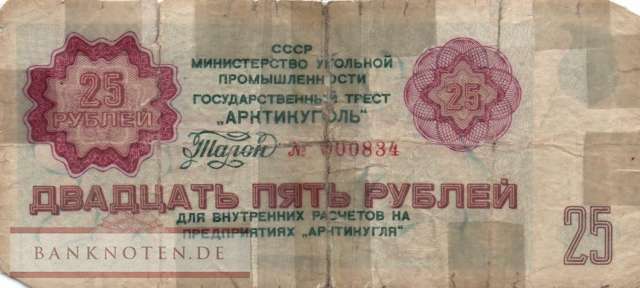 СССР
МИНИСТЕРСТВО УГОЛЬНОЙ
ПРОМЫШЛЕННОСТИ
ГОСУДАРСТВЕННЫЙ ТРЕСТ
„АРКТИКУГОЛЬ"
Талон № 000834
25
РУБЛЕЙ
25
ДВАДЦАТЬ ПЯТЬ РУБЛЕЙ
ДЛЯ ВНУТРЕННИХ РАСЧЕТОВ НА
ПРЕДПРИЯТИЯХ „АРКТИКУГЛЯ"
25
BANKNOTEN.DE